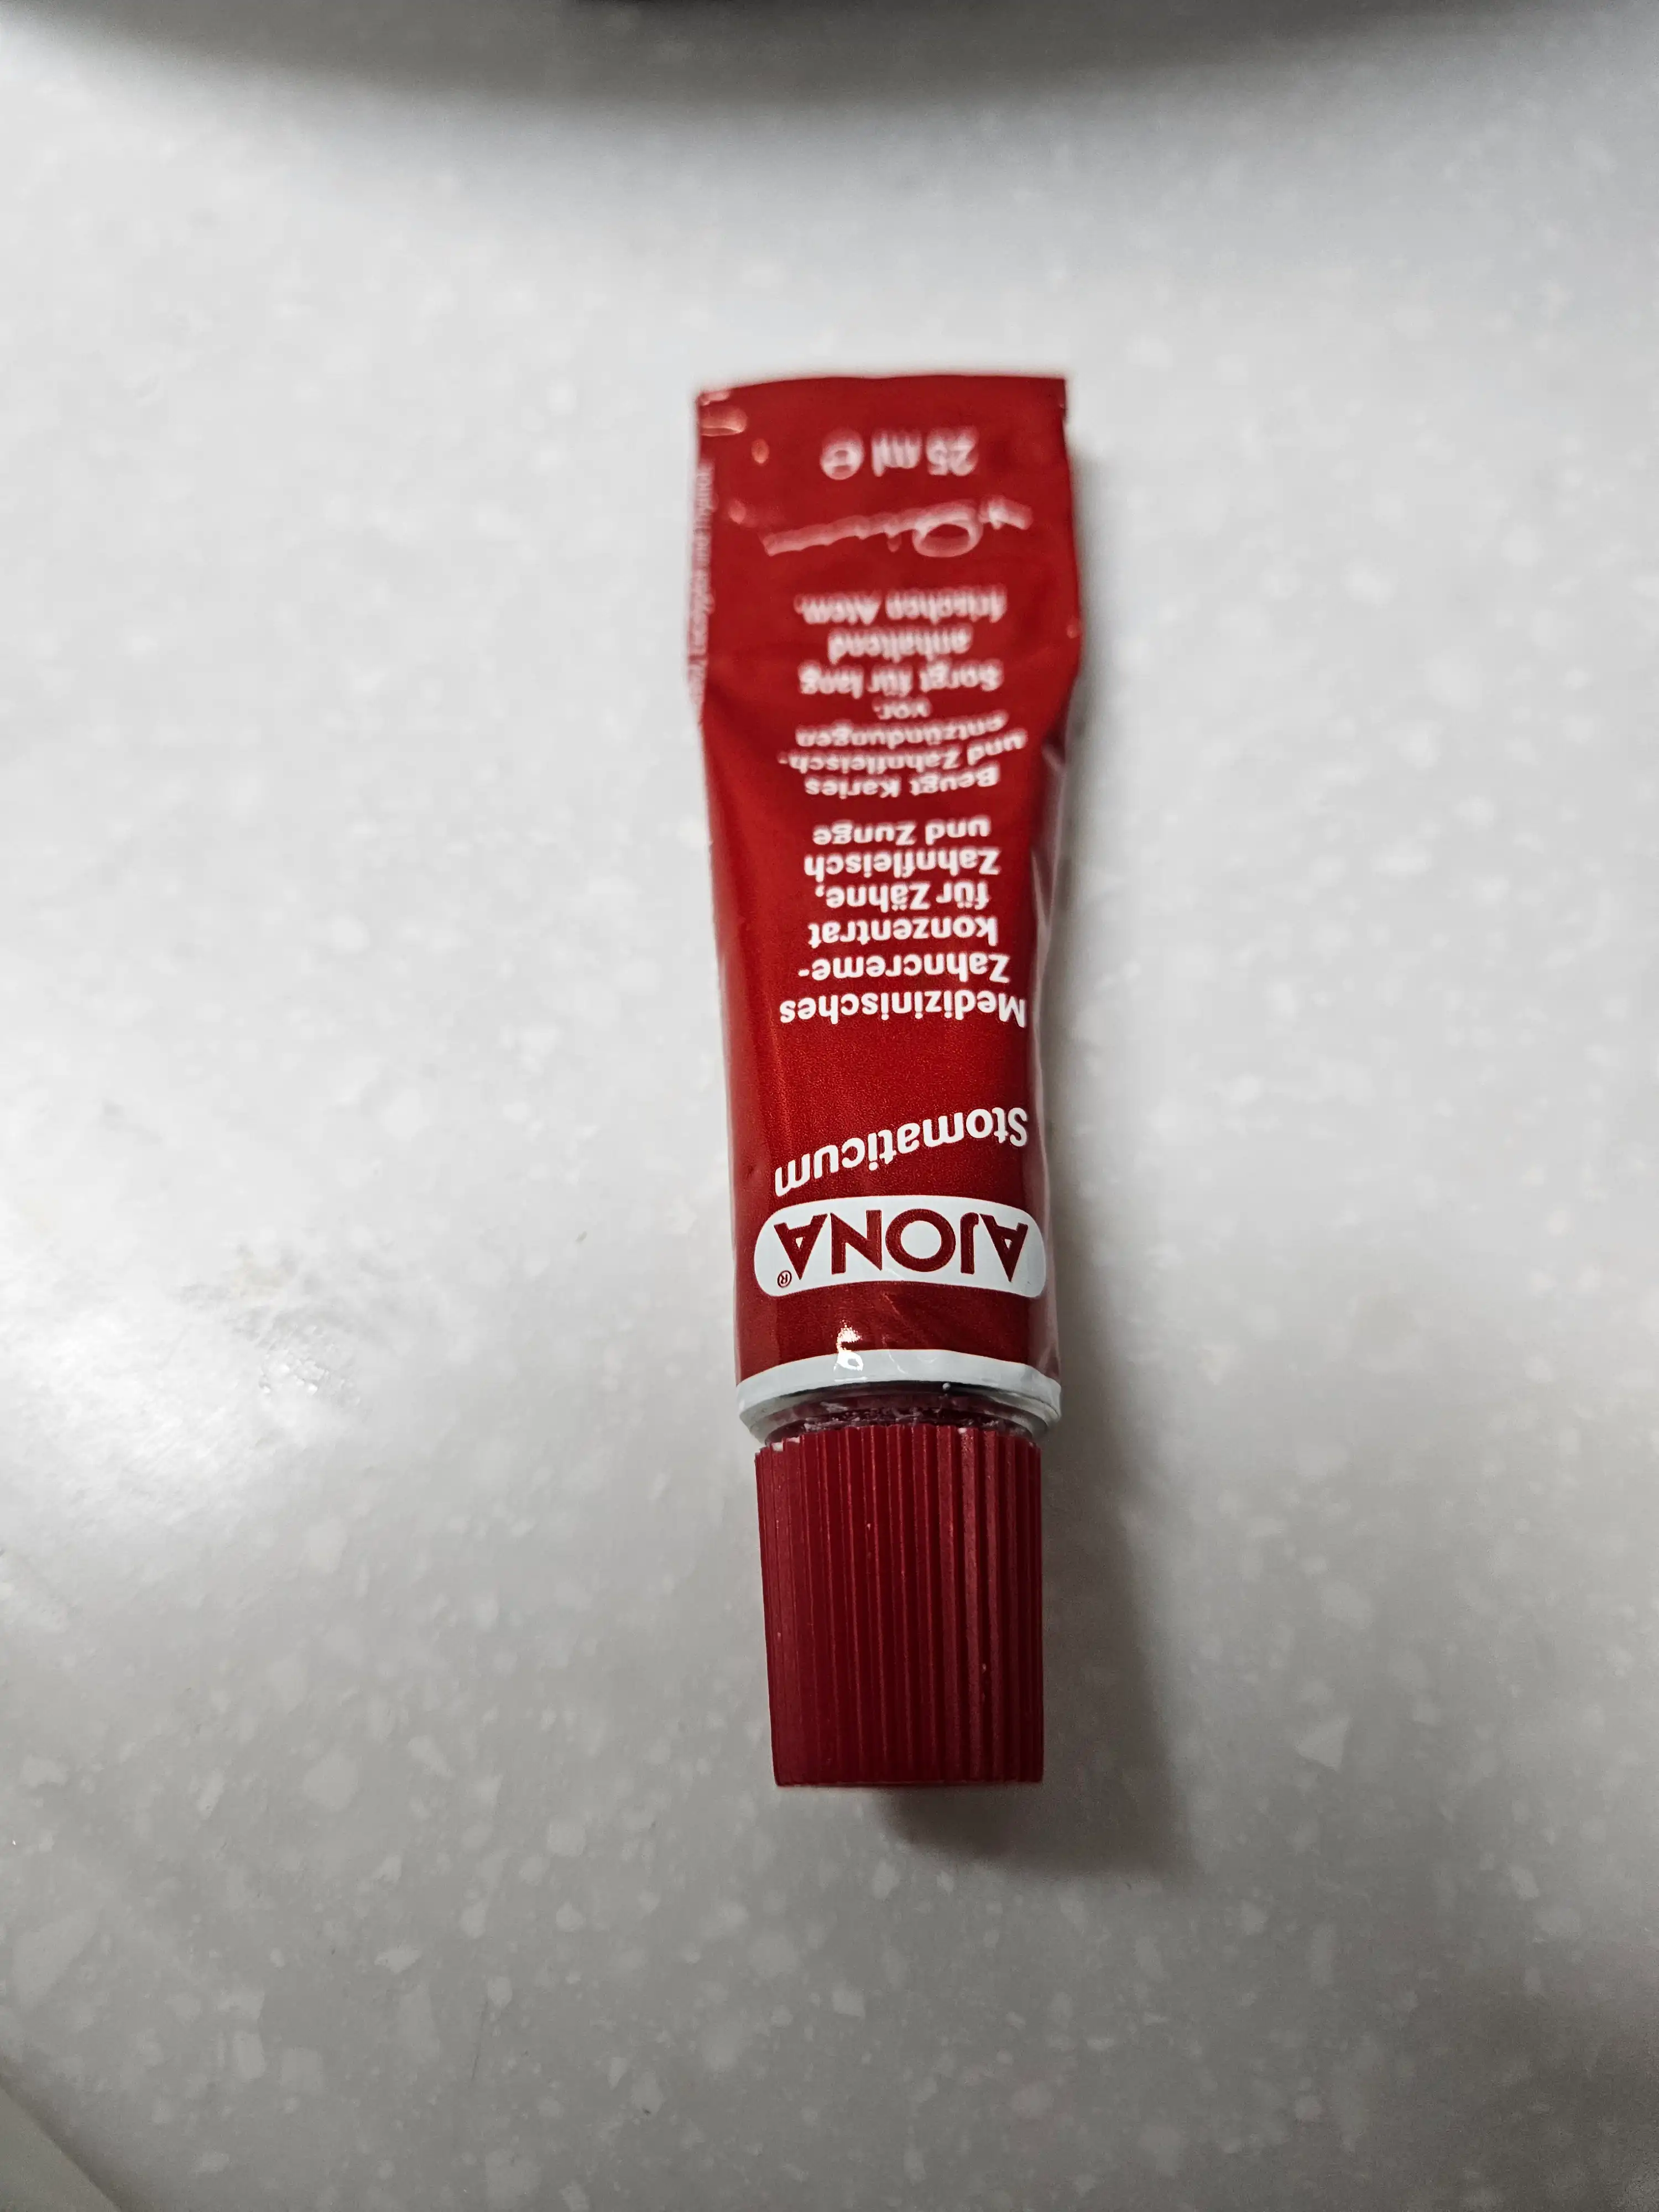 AJONA®
Stomaticum
Medizinisches
Zahncreme-
konzentrat
für Zähne,
Zahnfleisch
und Zunge
Beugt Karies
und Zahnfleisch-
entzündungen
vor.
Sorgt für lang
anhaltend
frischen Atem.
25 ml ℮